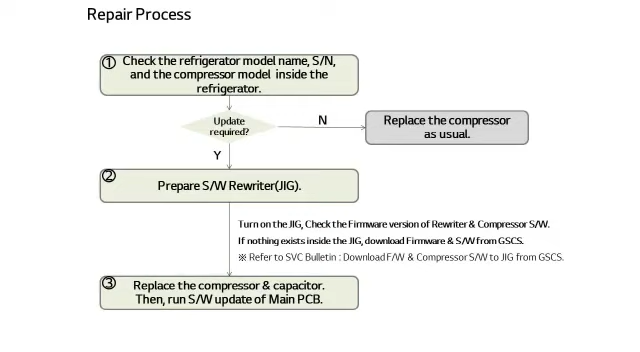 Repair Process
① Check the refrigerator model name, S/N,
and the compressor model inside the
refrigerator.
Update
required?
N
Replace the compressor
as usual.
Y
②
Prepare S/W Rewriter(JIG).
Turn on the JIG, Check the Firmware version of Rewriter & Compressor S/W.
If nothing exists inside the JIG, download Firmware & S/W from GSCS.
※ Refer to SVC Bulletin : Download F/W & Compressor S/W to JIG from GSCS.
③ Replace the compressor & capacitor.
Then, run S/W update of Main PCB.